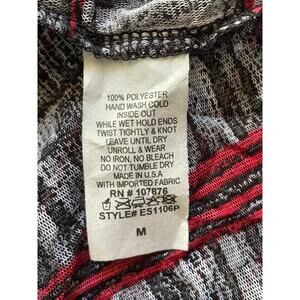 100% POLYESTER
HAND WASH COLD
INSIDE OUT
WHILE WET HOLD ENDS
TWIST TIGHTLY & KNOT
LEAVE UNTIL DRY
UNROLL & WEAR
NO IRON, NO BLEACH
DO NOT TUMBLE DRY
MADE IN U.S.A
WITH IMPORTED FABRIC
RN # 107876
STYLE# ES1106P
M